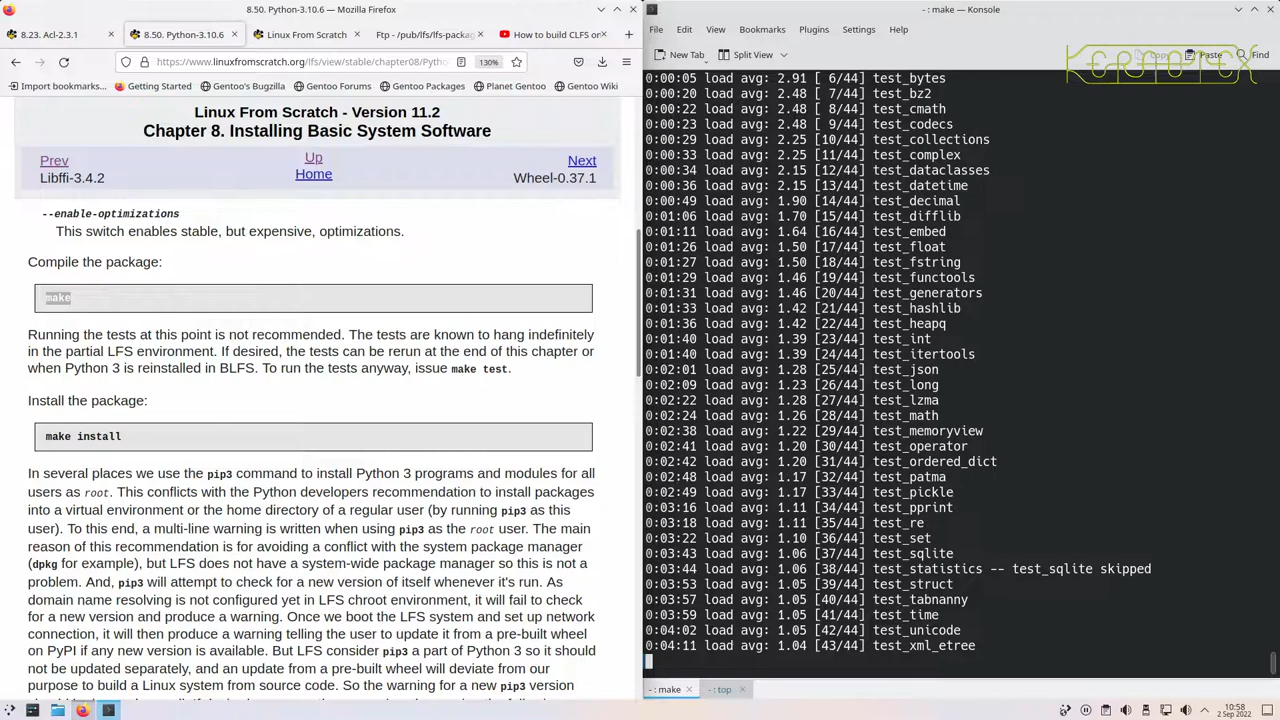 8.50. Python-3.10.6 — Mozilla Firefox
8.23. Acl-2.3.1
8.50. Python-3.10.6
Linux From Scratch
Ftp - /pub/lfs/lfs-packag
How to build CLFS on
https://www.linuxfromscratch.org/lfs/view/stable/chapter08/Pytho
130%
Import bookmarks...
Getting Started
Gentoo's Bugzilla
Gentoo Forums
Gentoo Packages
Planet Gentoo
Gentoo Wiki
Linux From Scratch - Version 11.2
Chapter 8. Installing Basic System Software
Prev
Up
Next
Libffi-3.4.2
Home
Wheel-0.37.1
--enable-optimizations
This switch enables stable, but expensive, optimizations.
Compile the package:
make
Running the tests at this point is not recommended. The tests are known to hang indefinitely
in the partial LFS environment. If desired, the tests can be rerun at the end of this chapter or
when Python 3 is reinstalled in BLFS. To run the tests anyway, issue make test.
Install the package:
make install
In several places we use the pip3 command to install Python 3 programs and modules for all
users as root. This conflicts with the Python developers recommendation to install packages
into a virtual environment or the home directory of a regular user (by running pip3 as this
user). To this end, a multi-line warning is written when using pip3 as the root user. The main
reason of this recommendation is for avoiding a conflict with the system package manager
(dpkg for example), but LFS does not have a system-wide package manager so this is not a
problem. And, pip3 will attempt to check for a new version of itself whenever it's run. As
domain name resolving is not configured yet in LFS chroot environment, it will fail to check
for a new version and produce a warning. Once we boot the LFS system and set up network
connection, it will then produce a warning telling the user to update it from a pre-built wheel
on PyPI if any new version is available. But LFS consider pip3 a part of Python 3 so it should
not be updated separately, and an update from a pre-built wheel will deviate from our
purpose to build a Linux system from source code. So the warning for a new pip3 version
- : make — Konsole
File Edit View Bookmarks Plugins Settings Help
New Tab
Split View
Copy
Paste
Find
KERNOTEX
0:00:05 load avg: 2.91 [ 6/44] test_bytes
0:00:20 load avg: 2.48 [ 7/44] test_bz2
0:00:22 load avg: 2.48 [ 8/44] test_cmath
0:00:23 load avg: 2.48 [ 9/44] test_codecs
0:00:29 load avg: 2.25 [10/44] test_collections
0:00:33 load avg: 2.25 [11/44] test_complex
0:00:34 load avg: 2.15 [12/44] test_dataclasses
0:00:36 load avg: 2.15 [13/44] test_datetime
0:00:49 load avg: 1.90 [14/44] test_decimal
0:01:06 load avg: 1.70 [15/44] test_difflib
0:01:11 load avg: 1.64 [16/44] test_embed
0:01:26 load avg: 1.50 [17/44] test_float
0:01:27 load avg: 1.50 [18/44] test_fstring
0:01:29 load avg: 1.46 [19/44] test_functools
0:01:31 load avg: 1.46 [20/44] test_generators
0:01:33 load avg: 1.42 [21/44] test_hashlib
0:01:36 load avg: 1.42 [22/44] test_heapq
0:01:40 load avg: 1.39 [23/44] test_int
0:01:40 load avg: 1.39 [24/44] test_itertools
0:02:01 load avg: 1.28 [25/44] test_json
0:02:09 load avg: 1.23 [26/44] test_long
0:02:22 load avg: 1.26 [27/44] test_lzma
0:02:24 load avg: 1.26 [28/44] test_math
0:02:38 load avg: 1.22 [29/44] test_memoryview
0:02:41 load avg: 1.20 [30/44] test_operator
0:02:42 load avg: 1.20 [31/44] test_ordered_dict
0:02:48 load avg: 1.17 [32/44] test_patma
0:02:49 load avg: 1.17 [33/44] test_pickle
0:03:16 load avg: 1.11 [34/44] test_pprint
0:03:18 load avg: 1.11 [35/44] test_re
0:03:22 load avg: 1.10 [36/44] test_set
0:03:43 load avg: 1.06 [37/44] test_sqlite
0:03:44 load avg: 1.06 [38/44] test_statistics -- test_sqlite skipped
0:03:53 load avg: 1.05 [39/44] test_struct
0:03:57 load avg: 1.05 [40/44] test_tabnanny
0:03:59 load avg: 1.05 [41/44] test_time
0:04:02 load avg: 1.05 [42/44] test_unicode
0:04:11 load avg: 1.04 [43/44] test_xml_etree
- : make
- : top
10:58
2 Sep 2022